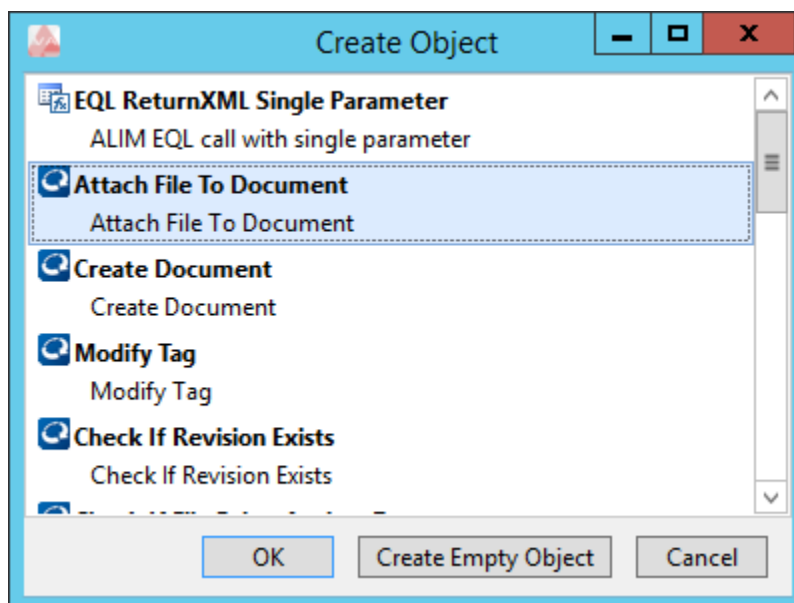 Create Object
EQL ReturnXML Single Parameter
ALIM EQL call with single parameter
Attach File To Document
Attach File To Document
Create Document
Create Document
Modify Tag
Modify Tag
Check If Revision Exists
Check If Revision Exists
OK
Create Empty Object
Cancel